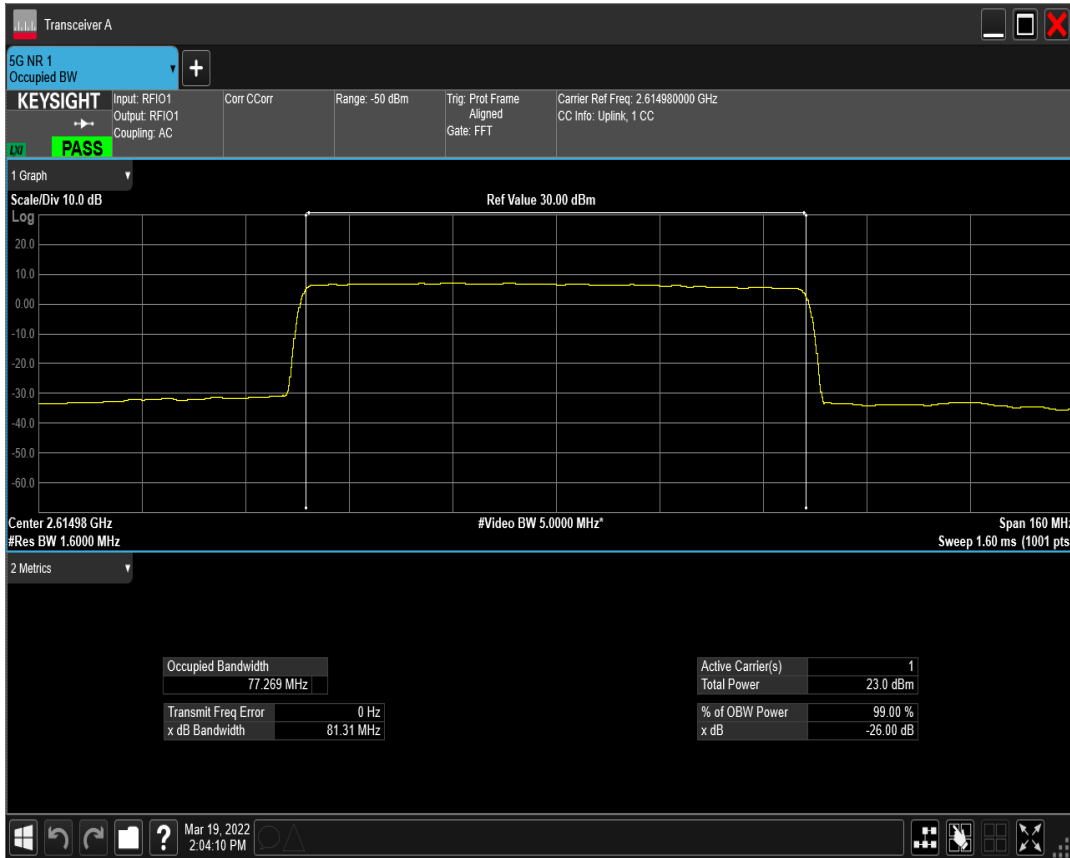 Transceiver A
5G NR 1
Occupied BW
+
KEYSIGHT
LXI
PASS
Input: RFIO1
Output: RFIO1
Coupling: AC
Corr CCorr
Range: -50 dBm
Trig: Prot Frame
Aligned
Gate: FFT
Carrier Ref Freq: 2.614980000 GHz
CC Info: Uplink, 1 CC
1 Graph
Scale/Div 10.0 dB
Ref Value 30.00 dBm
Log
20.0
10.0
0.00
-10.0
-20.0
-30.0
-40.0
-50.0
-60.0
Center 2.61498 GHz
#Video BW 5.0000 MHz*
Span 160 MHz
#Res BW 1.6000 MHz
Sweep 1.60 ms (1001 pts
2 Metrics
Occupied Bandwidth
77.269 MHz
Transmit Freq Error 0 Hz
x dB Bandwidth 81.31 MHz
Active Carrier(s) 1
Total Power 23.0 dBm
% of OBW Power 99.00 %
x dB -26.00 dB
?
Mar 19, 2022
2:04:10 PM